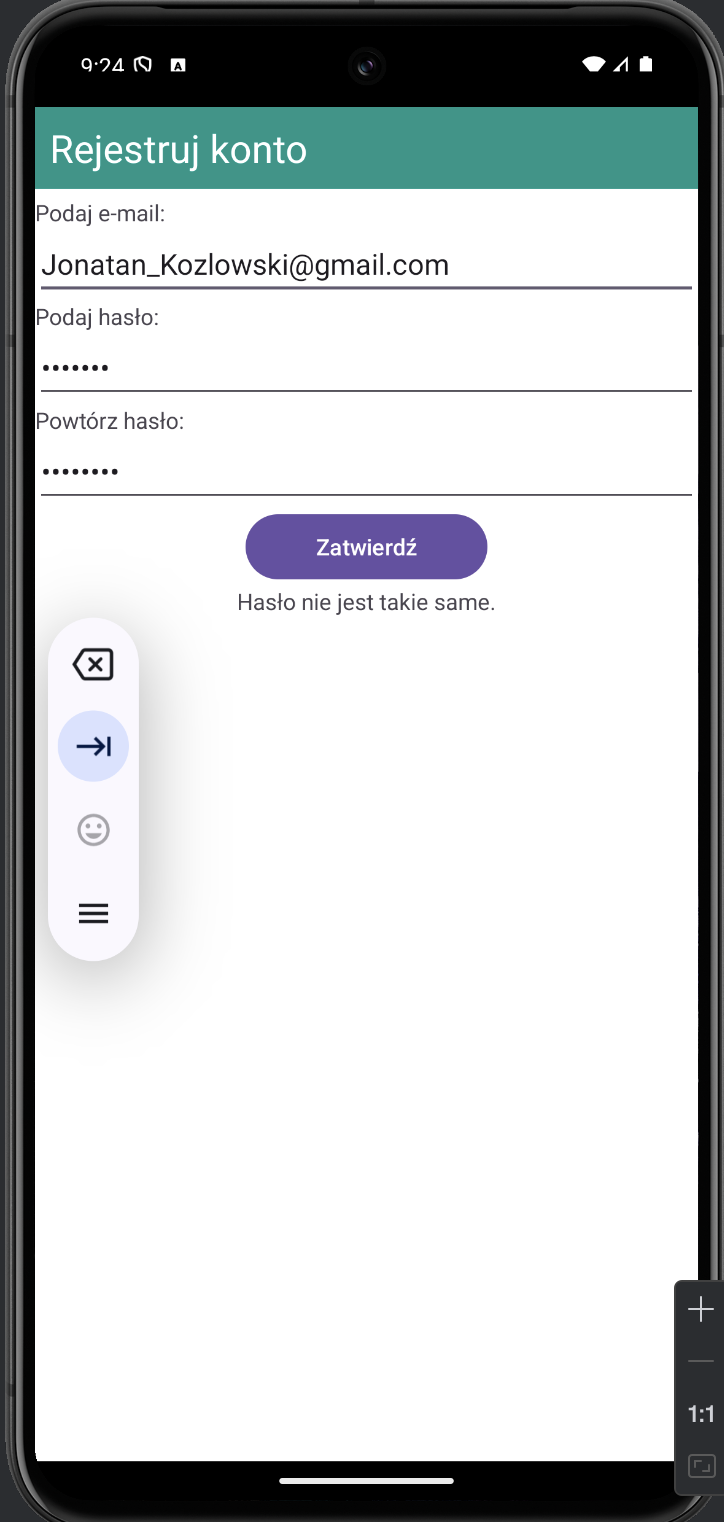 9:24
Rejestruj konto
Podaj e-mail:
Jonatan_Kozlowski@gmail.com
Podaj hasło:
•••••••
Powtórz hasło:
••••••••
Zatwierdź
Hasło nie jest takie same.
1:1